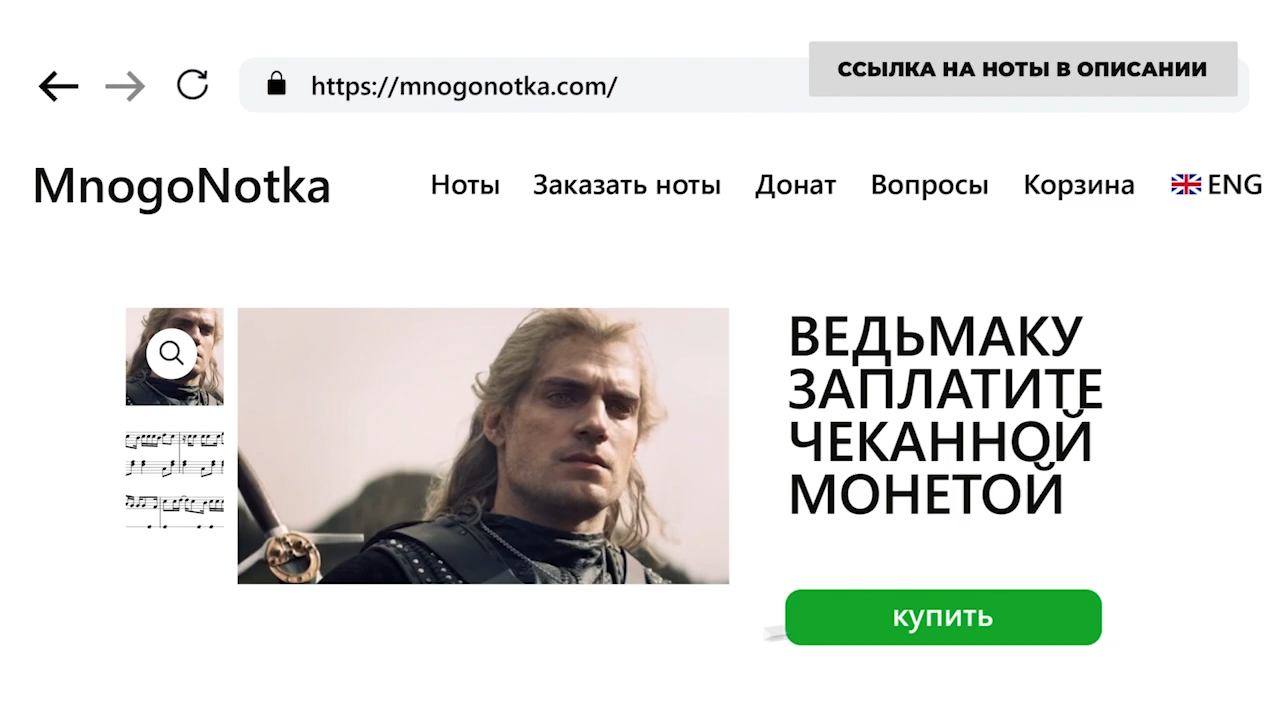 https://mnogonotka.com/
ССЫЛКА НА НОТЫ В ОПИСАНИИ
MnogoNotka
Ноты
Заказать ноты
Донат
Вопросы
Корзина
ENG
ВЕДЬМАКУ
ЗАПЛАТИТЕ
ЧЕКАННОЙ
МОНЕТОЙ
купить